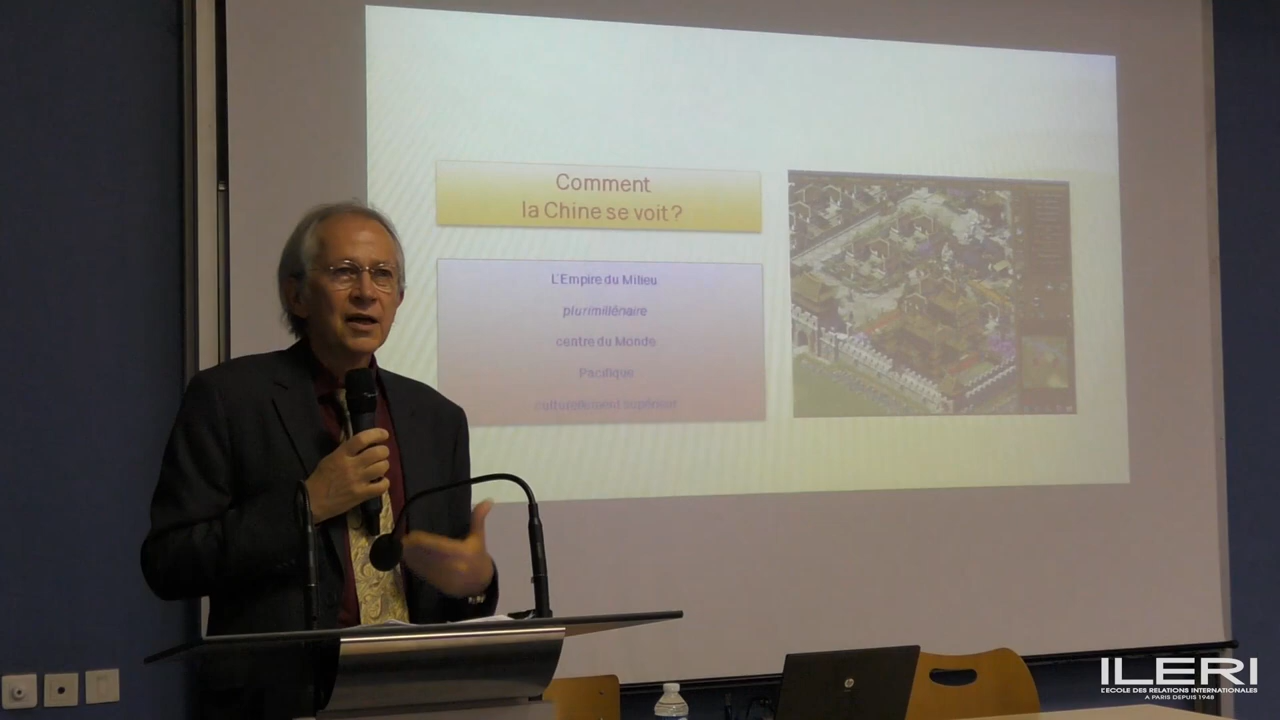 Comment
la Chine se voit ?
L'Empire du Milieu
plurimillénaire
centre du Monde
Pacifique
culturellement supérieur
hp
ILERI
L'ECOLE DES RELATIONS INTERNATIONALES
A PARIS DEPUIS 1948